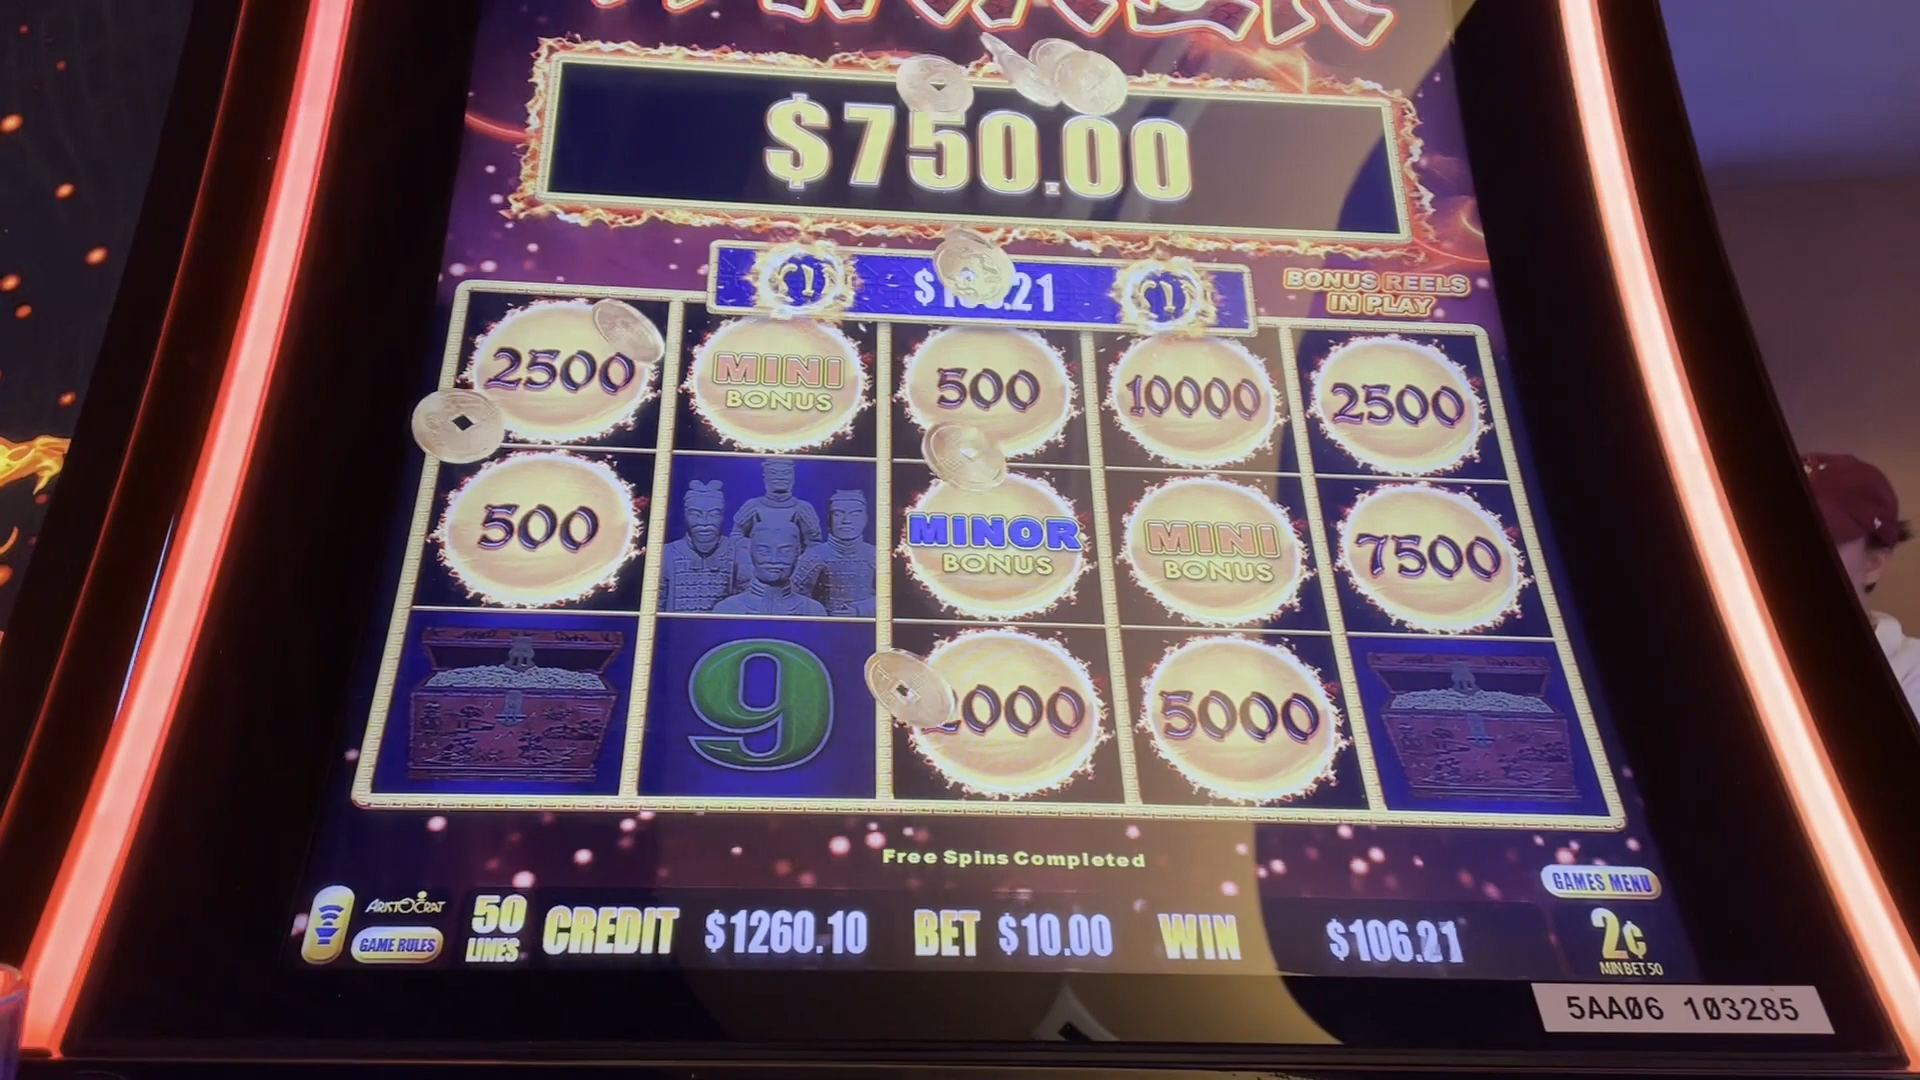 $750.00
BONUS REELS
IN PLAY
2500
MINI
BONUS
500
10000
2500
500
MINOR
BONUS
MINI
BONUS
7500
9
5000
Free Spins Completed
GAMES MENU
ARISTOCRAT
GAME RULES
50
LINES
CREDIT $1260.10
BET $10.00
WIN $106.21
2¢
MIN BET 50
5AA06 103285